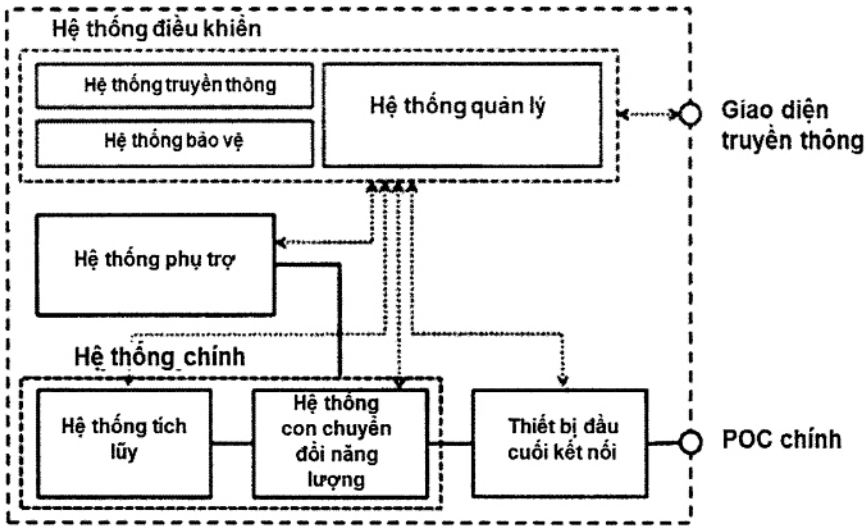 Hệ thống điều khiển
Hệ thống truyền thông
Hệ thống bảo vệ
Hệ thống quản lý
Giao diện
truyền thông
Hệ thống phụ trợ
Hệ thống chính
Hệ thống tích
lũy
Hệ thống
con chuyển
đổi năng
lượng
Thiết bị đầu
cuối kết nối
POC chính